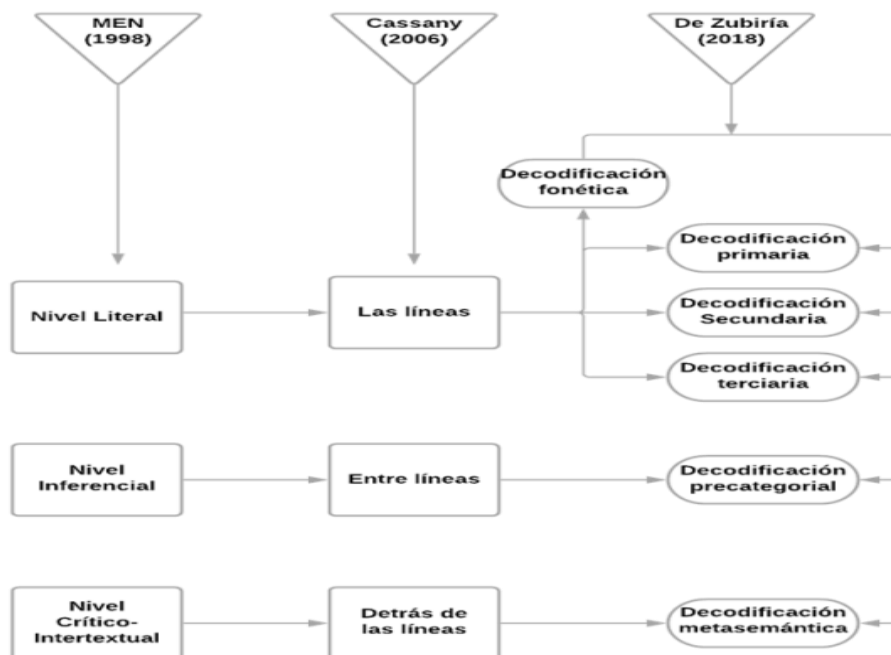 MEN
(1998)
Cassany
(2006)
De Zubiría
(2018)
Decodificación
fonética
Decodificación
primaria
Nivel Literal
Las líneas
Decodificación
Secundaria
Decodificación
terciaria
Nivel
Inferencial
Entre líneas
Decodificación
precategorial
Nivel
Crítico-
Intertextual
Detrás de
las líneas
Decodificación
metasemántica